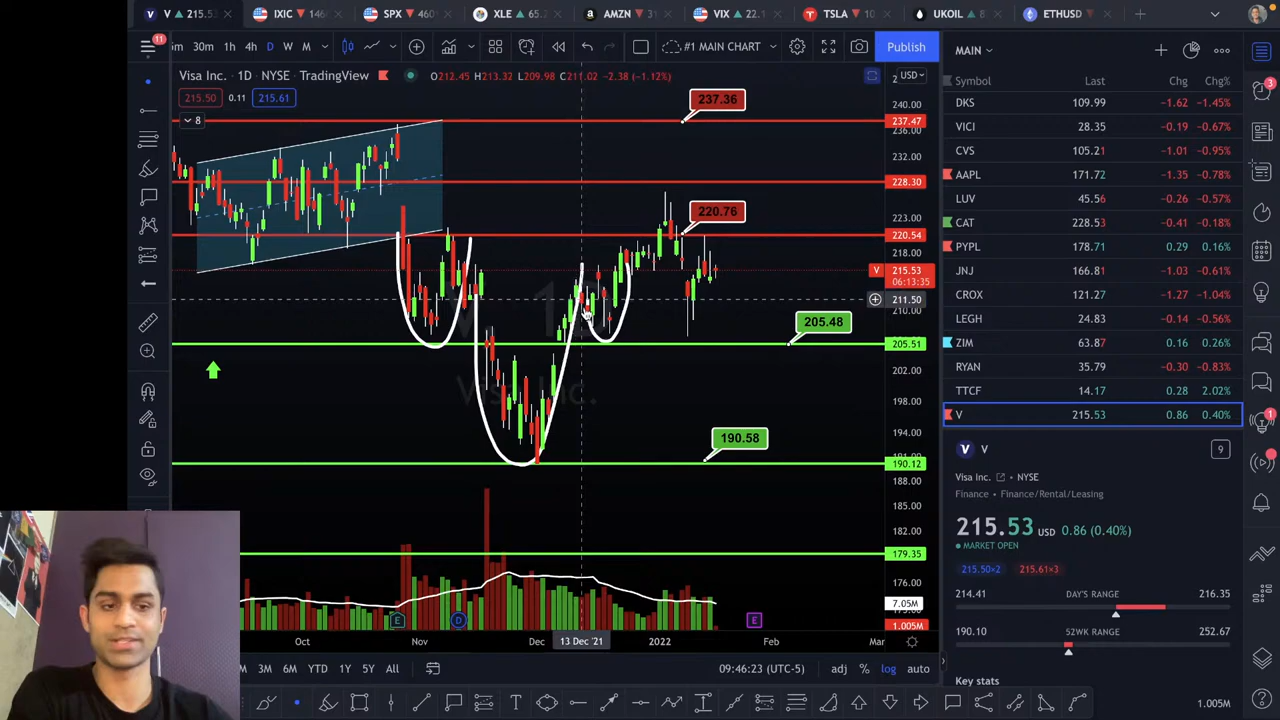 V ▲ 215.53
IXIC ▼ 146
SPX ▼ 460
XLE ▲ 65.2
AMZN ▼ 3
VIX ▲ 22.1
TSLA ▼ 10
UKOIL ▲ 8
ETHUSD
11
30m 1h 4h D W M
#1 MAIN CHART
Publish
Visa Inc. 1D NYSE TradingView
O212.45 H213.32 L209.98 C211.02 −2.38 (−1.12%)
USD
215.50 0.11 215.61
8
237.36
220.76
205.48
190.58
240.00
237.47
236.00
232.00
228.30
223.00
220.54
218.00
V 215.53
06:13:35
211.50
210.00
205.51
202.00
198.00
194.00
190.12
188.00
185.00
182.00
179.35
176.00
7.05M
1.005M
Visa Inc.
E D E
Oct Nov Dec 13 Dec '21 2022 Feb Mar
3M 6M YTD 1Y 5Y All
09:46:23 (UTC-5) adj % log auto
MAIN
Symbol Last Chg Chg%
DKS 109.99 −1.62 −1.45%
VICI 28.35 −0.19 −0.67%
CVS 105.21 −1.01 −0.95%
AAPL 171.72 −1.35 −0.78%
LUV 45.56 −0.26 −0.57%
CAT 228.53 −0.41 −0.18%
PYPL 178.71 0.29 0.16%
JNJ 166.81 −1.03 −0.61%
CROX 121.27 −1.27 −1.04%
LEGH 24.83 −0.14 −0.56%
ZIM 63.87 0.16 0.26%
RYAN 35.79 −0.30 −0.83%
TTCF 14.17 0.28 2.02%
V 215.53 0.86 0.40%
V V 9
Visa Inc. NYSE
Finance Finance/Rental/Leasing
215.53 USD 0.86 (0.40%)
MARKET OPEN
215.50×2 215.61×3
214.41 DAY'S RANGE 216.35
190.10 52WK RANGE 252.67
Key stats
1.005M
3
1